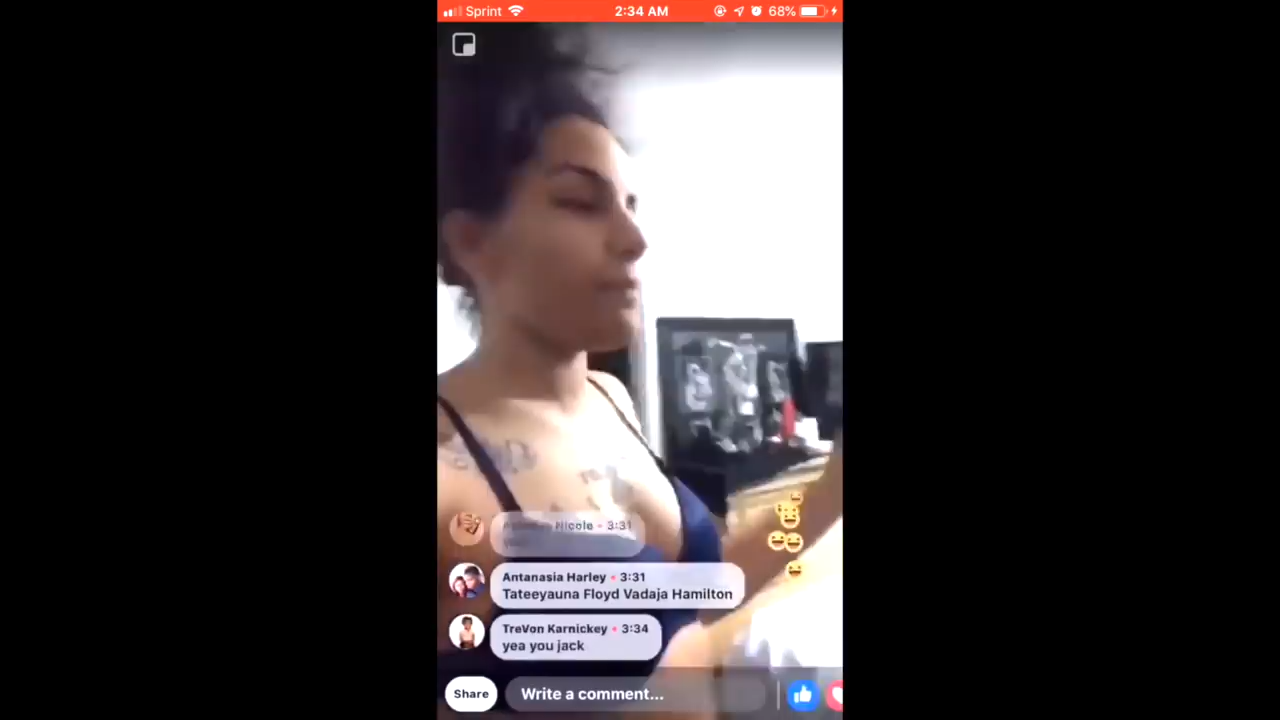 Sprint
2:34 AM
68%
Nicole • 3:31
Antanasia Harley • 3:31
Tateeyauna Floyd Vadaja Hamilton
TreVon Karnickey • 3:34
yea you jack
Share
Write a comment...